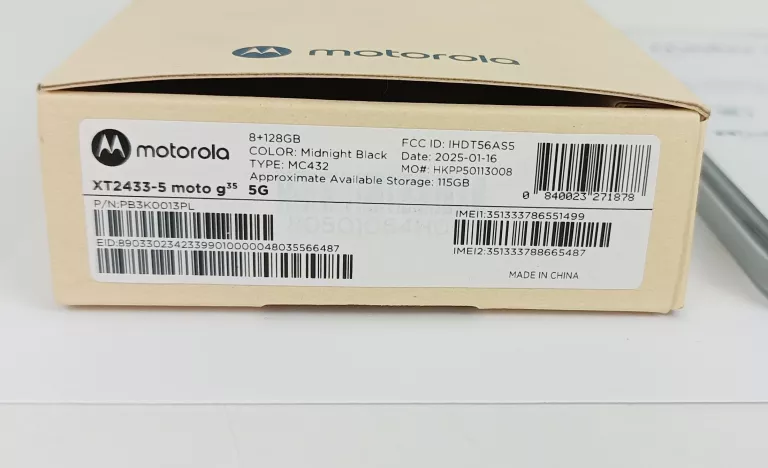 motorola
motorola
8+128GB
COLOR: Midnight Black
TYPE: MC432
Approximate Available Storage: 115GB
FCC ID: IHDT56AS5
Date: 2025-01-16
MO#: HKPP50113008
0 840023 271878
XT2433-5 moto g³⁵ 5G
P/N:PB3K0013PL
EID:89033023423399010000048035566487
IMEI1:351333786551499
IMEI2:351333788665487
MADE IN CHINA